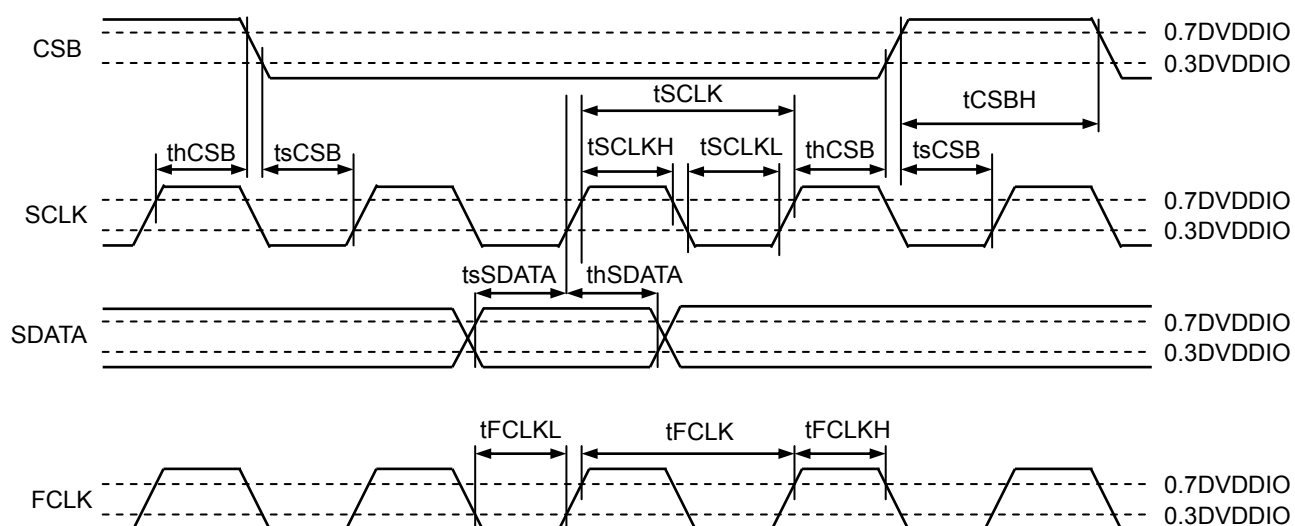 CSB
0.7DVDDIO
0.3DVDDIO
tSCLK
tCSBH
thCSB
tsCSB
tSCLKH
tSCLKL
thCSB
tsCSB
SCLK
0.7DVDDIO
0.3DVDDIO
tsSDATA
thSDATA
SDATA
0.7DVDDIO
0.3DVDDIO
tFCLKL
tFCLK
tFCLKH
FCLK
0.7DVDDIO
0.3DVDDIO